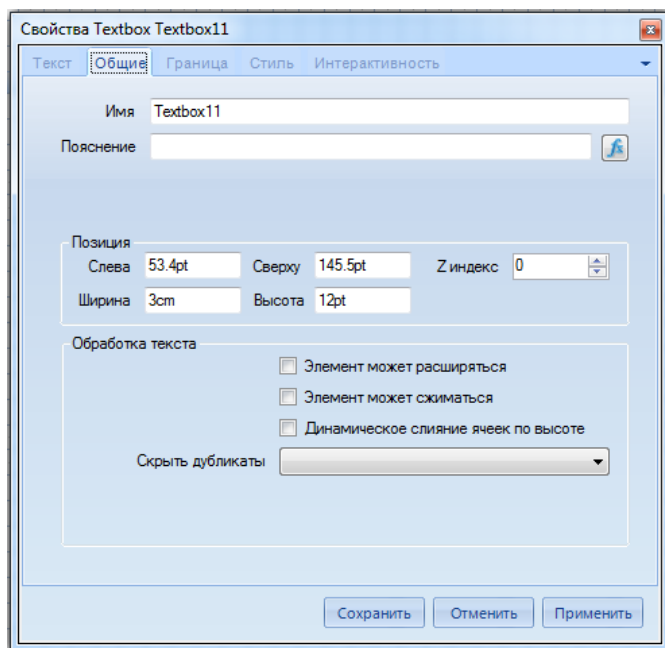 Свойства Textbox Textbox11
Текст Общие Граница Стиль Интерактивность
Имя Textbox11
Пояснение
Позиция
Слева 53.4pt Сверху 145.5pt Z индекс 0
Ширина 3cm Высота 12pt
Обработка текста
Элемент может расширяться
Элемент может сжиматься
Динамическое слияние ячеек по высоте
Скрыть дубликаты
Сохранить Отменить Применить